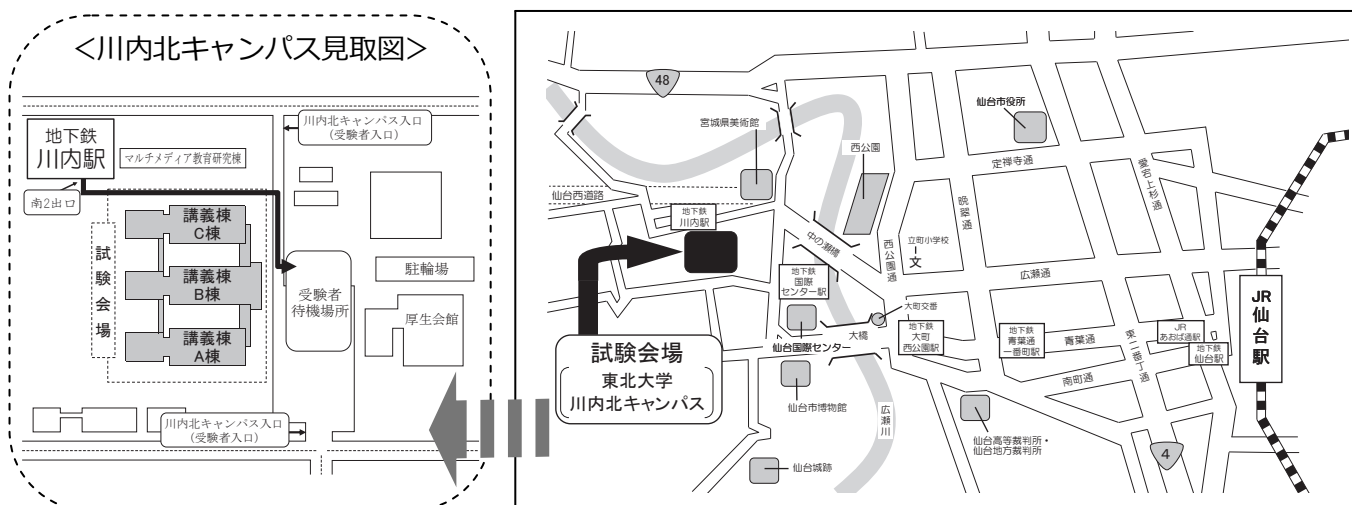 <川内北キャンパス見取図>
川内北キャンパス入口
(受験者入口)
地下鉄
川内駅
マルチメディア教育研究棟
南2出口
試験会場
講義棟
C棟
講義棟
B棟
講義棟
A棟
受験者
待機場所
駐輪場
厚生会館
川内北キャンパス入口
(受験者入口)
48
宮城県美術館
西公園
仙台市役所
定禅寺通
愛宮上杉通
晩翠通
仙台西道路
地下鉄
川内駅
中の瀬橋
西公園通
立町小学校
文
広瀬通
地下鉄
国際
センター駅
大町交番
仙台国際センター
大橋
地下鉄
大町
西公園駅
地下鉄
青葉通
一番町駅
青葉通
東二番丁通
JR
あおば通駅
地下鉄
仙台駅
JR仙台駅
南町通
試験会場
東北大学
川内北キャンパス
仙台市博物館
広瀬川
仙台高等裁判所・
仙台地方裁判所
4
仙台城跡